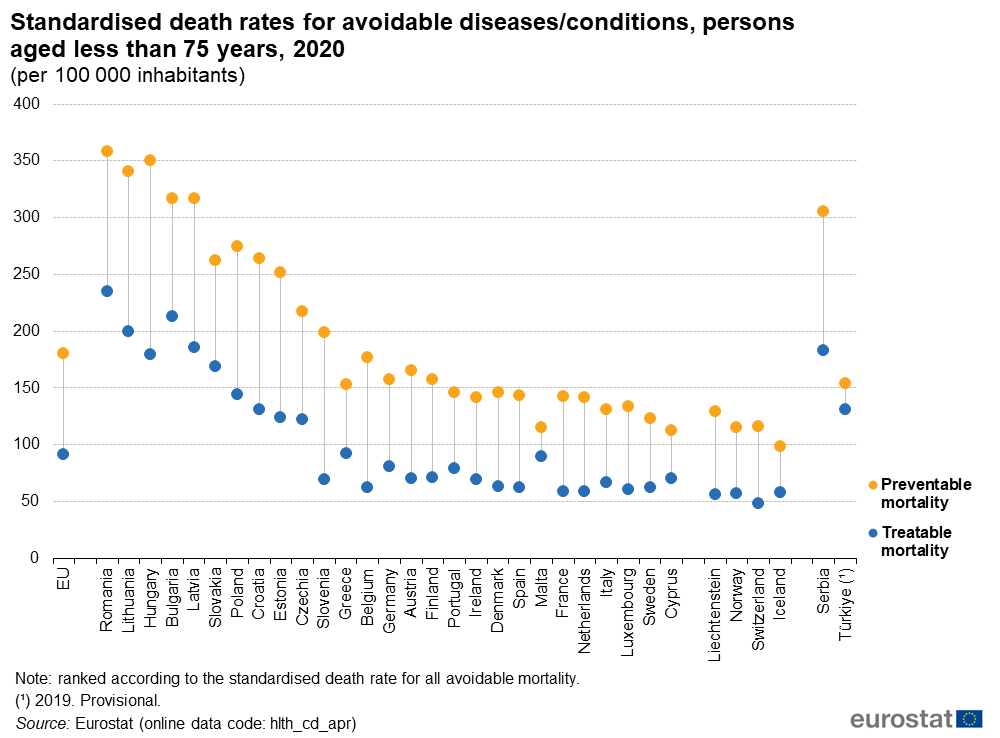 Standardised death rates for avoidable diseases/conditions, persons
aged less than 75 years, 2020
(per 100 000 inhabitants)
400
350
300
250
200
150
100
50
0
EU
Romania
Lithuania
Hungary
Bulgaria
Latvia
Slovakia
Poland
Croatia
Estonia
Czechia
Slovenia
Greece
Belgium
Germany
Austria
Finland
Portugal
Ireland
Denmark
Spain
Malta
France
Netherlands
Italy
Luxembourg
Sweden
Cyprus
Liechtenstein
Norway
Switzerland
Iceland
Serbia
Türkiye (¹)
Preventable
mortality
Treatable
mortality
Note: ranked according to the standardised death rate for all avoidable mortality.
(¹) 2019. Provisional.
Source: Eurostat (online data code: hlth_cd_apr)
eurostat